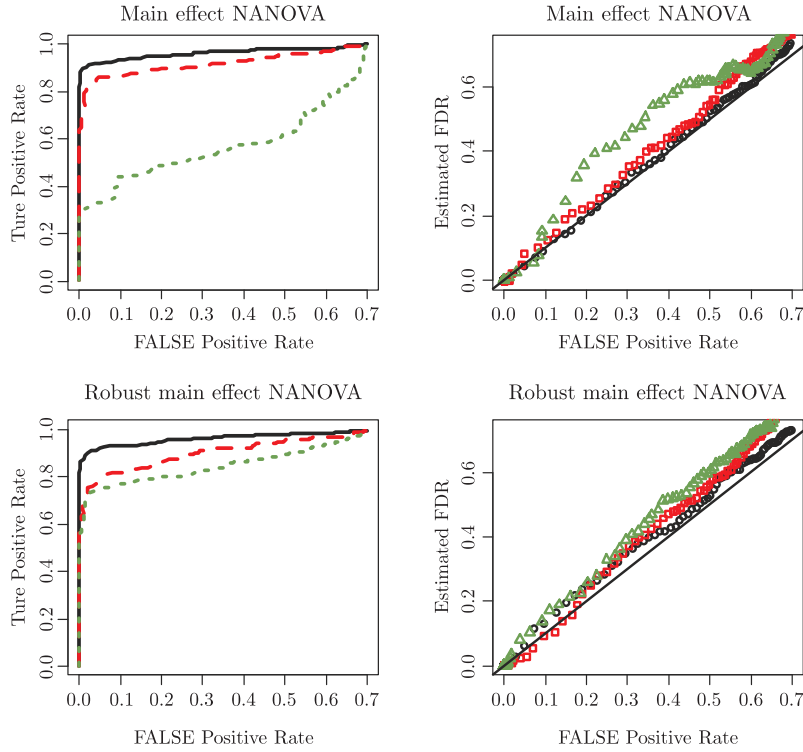 Main effect NANOVA
Ture Positive Rate
0.0 0.2 0.4 0.6 0.8 1.0
0.0 0.1 0.2 0.3 0.4 0.5 0.6 0.7
FALSE Positive Rate
Main effect NANOVA
Estimated FDR
0.0 0.2 0.4 0.6
0.0 0.1 0.2 0.3 0.4 0.5 0.6 0.7
FALSE Positive Rate
Robust main effect NANOVA
Ture Positive Rate
0.0 0.2 0.4 0.6 0.8 1.0
0.0 0.1 0.2 0.3 0.4 0.5 0.6 0.7
FALSE Positive Rate
Robust main effect NANOVA
Estimated FDR
0.0 0.2 0.4 0.6
0.0 0.1 0.2 0.3 0.4 0.5 0.6 0.7
FALSE Positive Rate